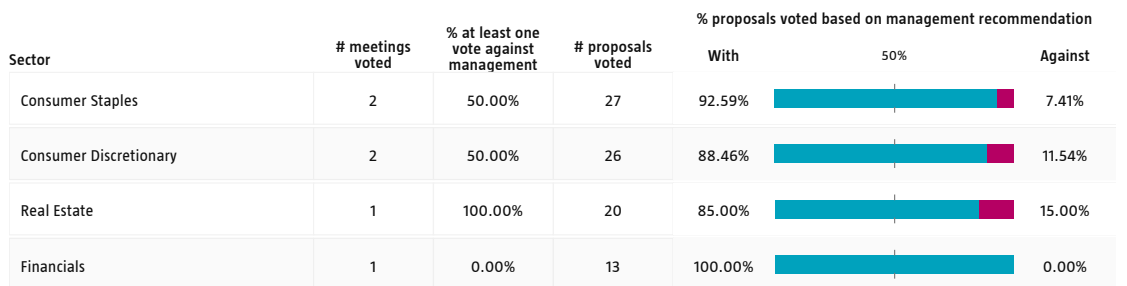 % proposals voted based on management recommendation
Sector
# meetings
voted
% at least one
vote against
management
# proposals
voted
With
50%
Against
Consumer Staples 2 50.00% 27 92.59% 7.41%
Consumer Discretionary 2 50.00% 26 88.46% 11.54%
Real Estate 1 100.00% 20 85.00% 15.00%
Financials 1 0.00% 13 100.00% 0.00%